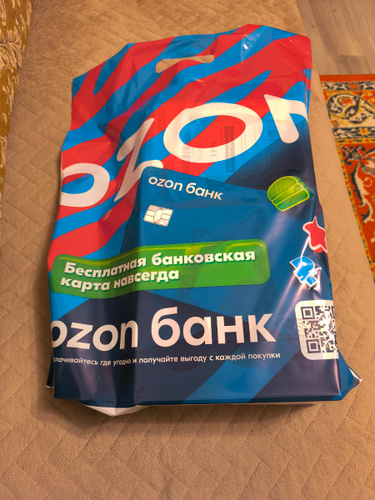 ozon
ozon банк
Бесплатная банковская
карта навсегда
ozon банк
лачивайтесь где угодно и получайте выгоду с каждой покупки